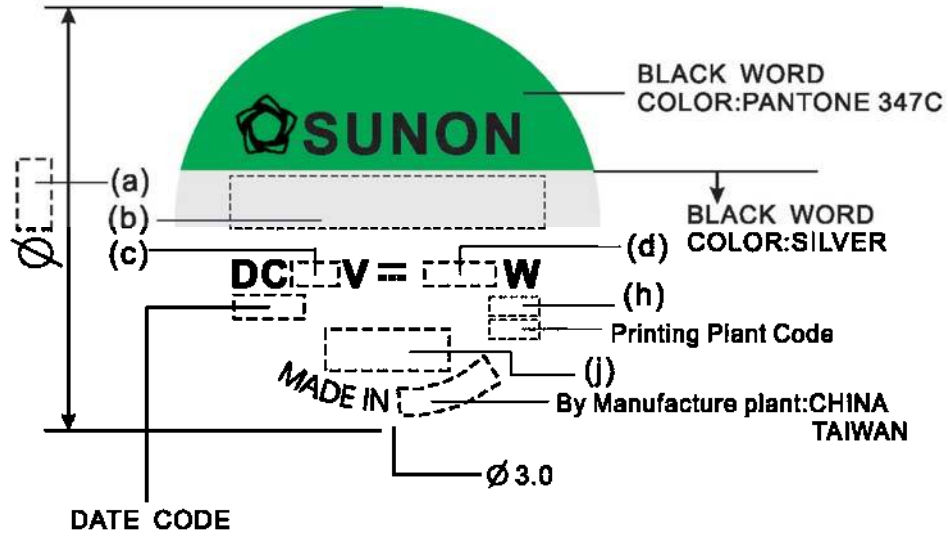 BLACK WORD
COLOR:PANTONE 347C
SUNON
(a)
(b)
BLACK WORD
COLOR:SILVER
(c)
(d)
DC V W
(h)
Printing Plant Code
(j)
MADE IN
By Manufacture plant:CHINA
TAIWAN
Ø
Ø 3.0
DATE CODE